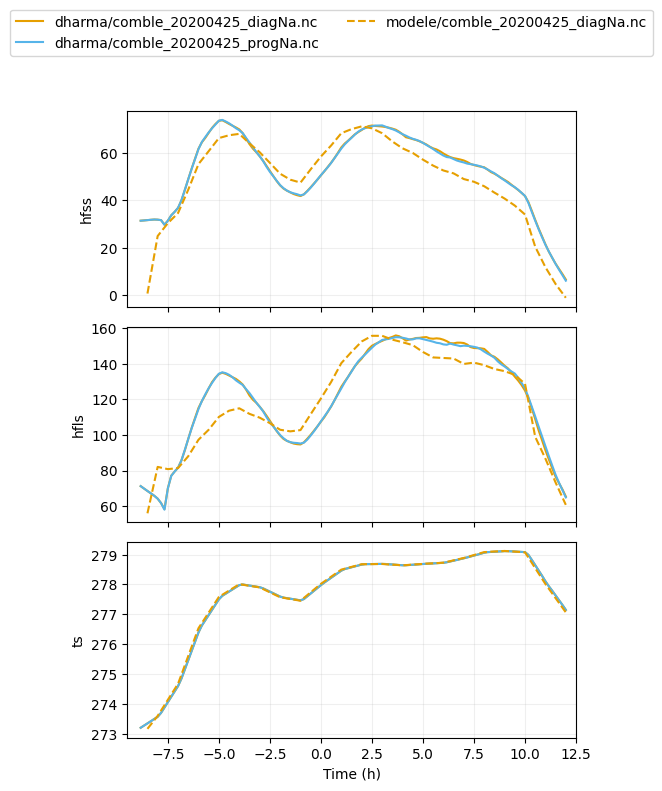 dharma/comble_20200425_diagNa.nc
dharma/comble_20200425_progNa.nc
modele/comble_20200425_diagNa.nc
60
40
20
0
hfss
160
140
120
100
80
60
hfls
279
278
277
276
275
274
273
ts
−7.5 −5.0 −2.5 0.0 2.5 5.0 7.5 10.0 12.5
Time (h)